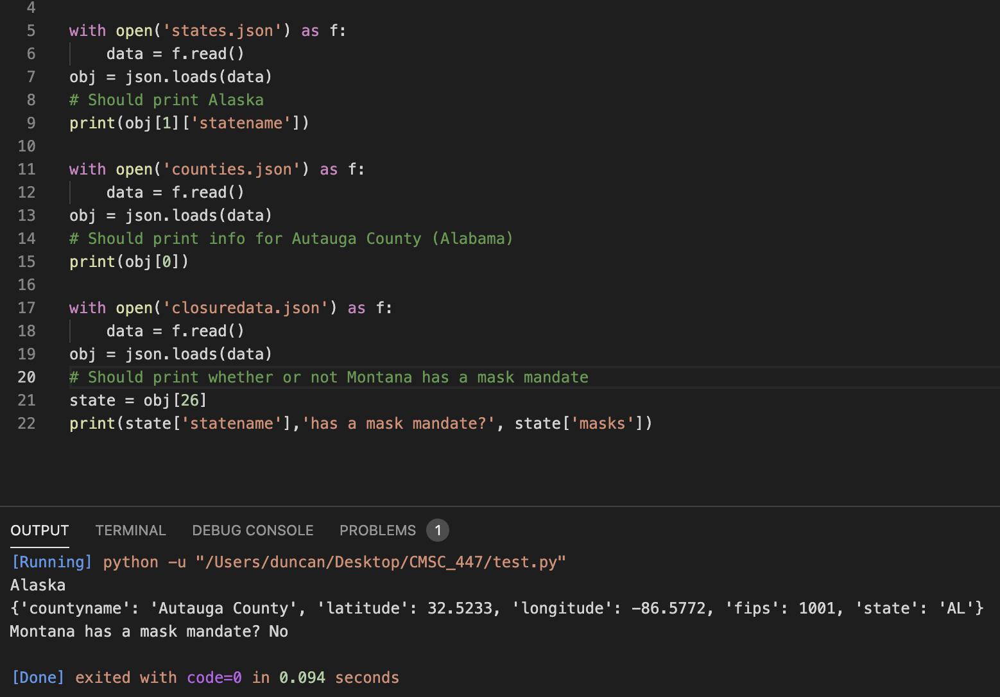 4
5 with open('states.json') as f:
6     data = f.read()
7 obj = json.loads(data)
8 # Should print Alaska
9 print(obj[1]['statename'])
10
11 with open('counties.json') as f:
12     data = f.read()
13 obj = json.loads(data)
14 # Should print info for Autauga County (Alabama)
15 print(obj[0])
16
17 with open('closuredata.json') as f:
18     data = f.read()
19 obj = json.loads(data)
20 # Should print whether or not Montana has a mask mandate
21 state = obj[26]
22 print(state['statename'],'has a mask mandate?', state['masks'])
OUTPUT TERMINAL DEBUG CONSOLE PROBLEMS 1
[Running] python -u "/Users/duncan/Desktop/CMSC_447/test.py"
Alaska
{'countyname': 'Autauga County', 'latitude': 32.5233, 'longitude': -86.5772, 'fips': 1001, 'state': 'AL'}
Montana has a mask mandate? No
[Done] exited with code=0 in 0.094 seconds